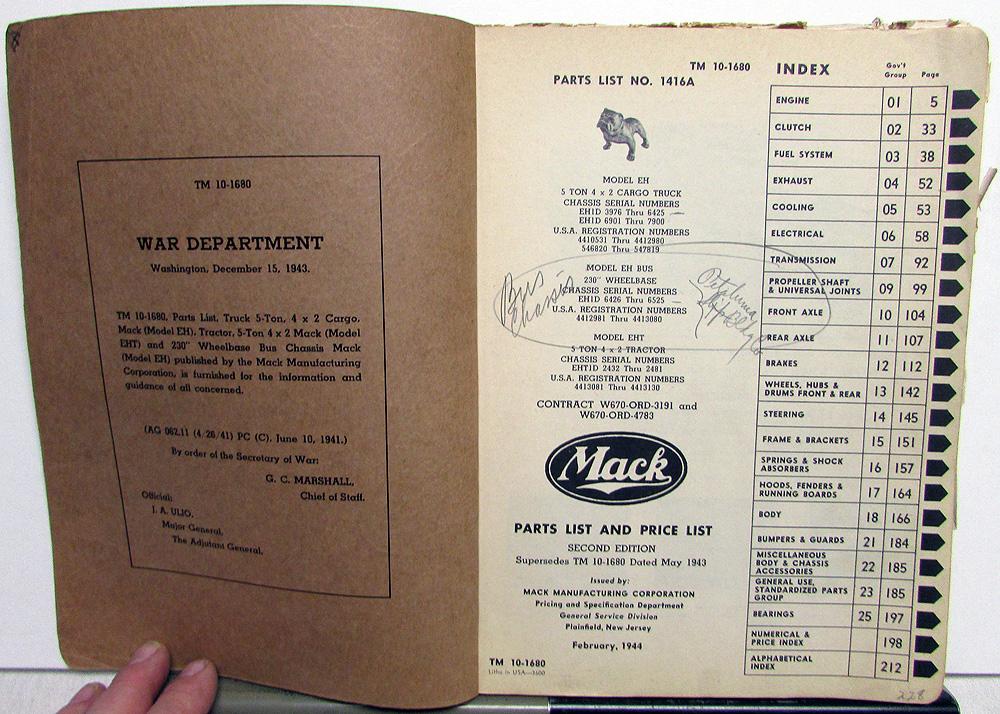 TM 10-1680
WAR DEPARTMENT
Washington, December 15, 1943.
TM 10-1680, Parts List, Truck 5-Ton, 4 x 2 Cargo,
Mack (Model EH), Tractor, 5-Ton 4 x 2 Mack (Model
EHT) and 230" Wheelbase Bus Chassis Mack
(Model EH) published by the Mack Manufacturing
Corporation, is furnished for the information and
guidance of all concerned.
(AG 062.11 (4/26/41) PC (C), June 10, 1941.)
By order of the Secretary of War:
G. C. MARSHALL,
Chief of Staff.
Official:
J. A. ULIO,
Major General,
The Adjutant General.
TM 10-1680
PARTS LIST NO. 1416A
MODEL EH
5 TON 4 x 2 CARGO TRUCK
CHASSIS SERIAL NUMBERS
EH1D 3976 Thru 6425
EH1D 6901 Thru 7900
U.S.A. REGISTRATION NUMBERS
4410531 Thru 4412980
546820 Thru 547819
MODEL EH BUS
230" WHEELBASE
CHASSIS SERIAL NUMBERS
EH1D 6426 Thru 6525
U.S.A. REGISTRATION NUMBERS
4412981 Thru 4413080
Bus
Chassis
MODEL EHT
5 TON 4 x 2 TRACTOR
CHASSIS SERIAL NUMBERS
EHT1D 2432 Thru 2481
U.S.A. REGISTRATION NUMBERS
4413081 Thru 4413130
CONTRACT W670-ORD-3191 and
W670-ORD-4783
Mack
PARTS LIST AND PRICE LIST
SECOND EDITION
Supersedes TM 10-1680 Dated May 1943
Issued by:
MACK MANUFACTURING CORPORATION
Pricing and Specification Department
General Service Division
Plainfield, New Jersey
February, 1944
TM 10-1680
Litho in USA—3500
INDEX Gov't Group Page
ENGINE 01 5
CLUTCH 02 33
FUEL SYSTEM 03 38
EXHAUST 04 52
COOLING 05 53
ELECTRICAL 06 58
TRANSMISSION 07 92
PROPELLER SHAFT
& UNIVERSAL JOINTS 09 99
FRONT AXLE 10 104
REAR AXLE 11 107
BRAKES 12 112
WHEELS, HUBS &
DRUMS FRONT & REAR 13 142
STEERING 14 145
FRAME & BRACKETS 15 151
SPRINGS & SHOCK
ABSORBERS 16 157
HOODS, FENDERS &
RUNNING BOARDS 17 164
BODY 18 166
BUMPERS & GUARDS 21 184
MISCELLANEOUS
BODY & CHASSIS
ACCESSORIES 22 185
GENERAL USE,
STANDARDIZED PARTS
GROUP 23 185
BEARINGS 25 197
NUMERICAL &
PRICE INDEX 198
ALPHABETICAL
INDEX 212
228